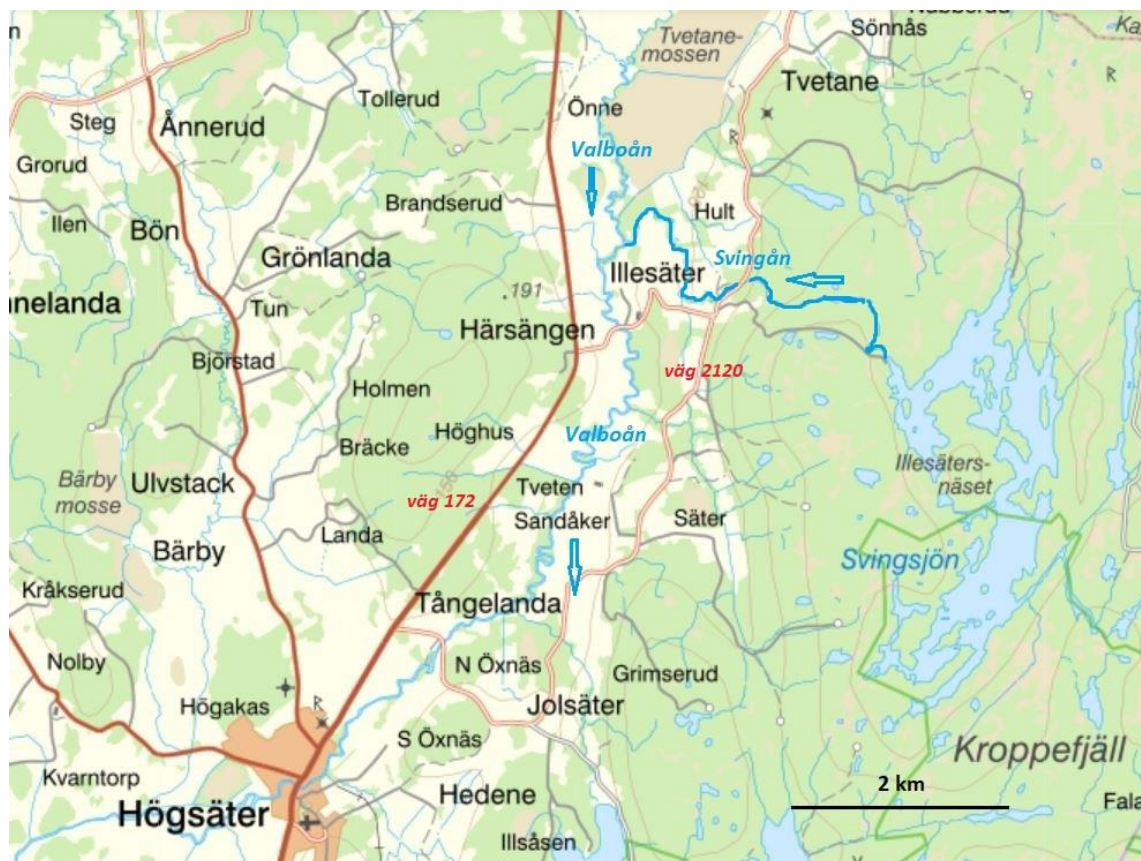 Sönnås
Tvetane-
mossen
Tvetane
Steg
Tollerud
Önne
Ånnerud
Valboån
Grorud
Ilen
Brandserud
Hult
Bön
Grönlanda
Svingån
Illesäter
191
nelanda
Tun
Härsängen
Björstad
väg 2120
Holmen
Höghus
Valboån
Bräcke
Illesäters-
näset
Bärby
mosse
Ulvstack
väg 172
Tveten
Sandåker
Säter
Landa
Bärby
Svingsjön
Kråkserud
Tångelanda
Nolby
N Öxnäs
Grimserud
Högakas
Jolsäter
S Öxnäs
Kroppefjäll
Kvarntorp
2 km
Hedene
Högsäter
Fala
Illsåsen